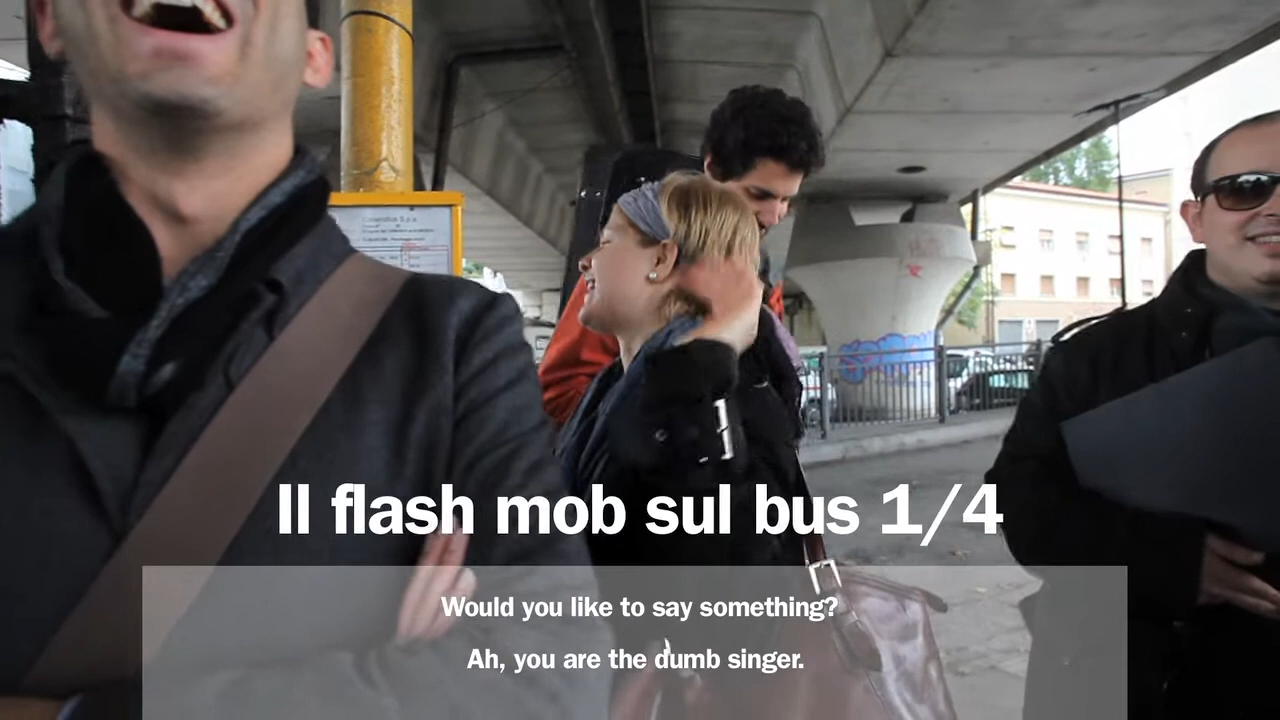 Il flash mob sul bus 1/4
Would you like to say something?
Ah, you are the dumb singer.